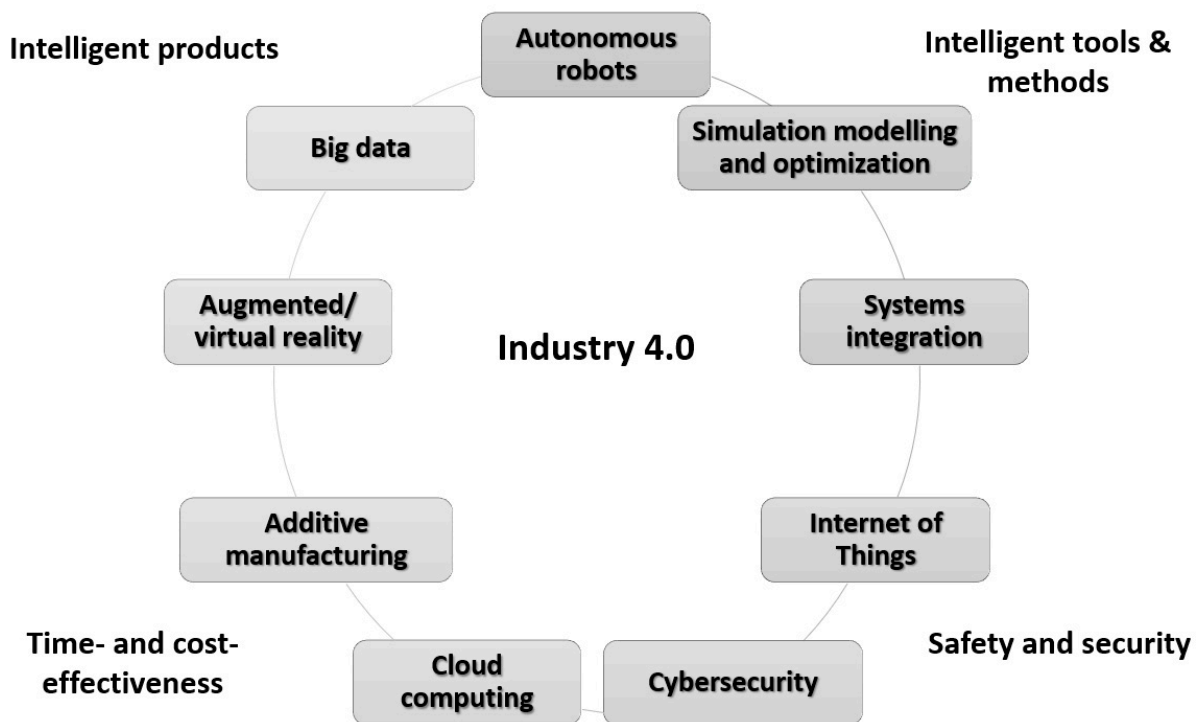 Intelligent products
Autonomous
robots
Intelligent tools &
methods
Big data
Simulation modelling
and optimization
Augmented/
virtual reality
Industry 4.0
Systems
integration
Additive
manufacturing
Internet of
Things
Time- and cost-
effectiveness
Cloud
computing
Cybersecurity
Safety and security